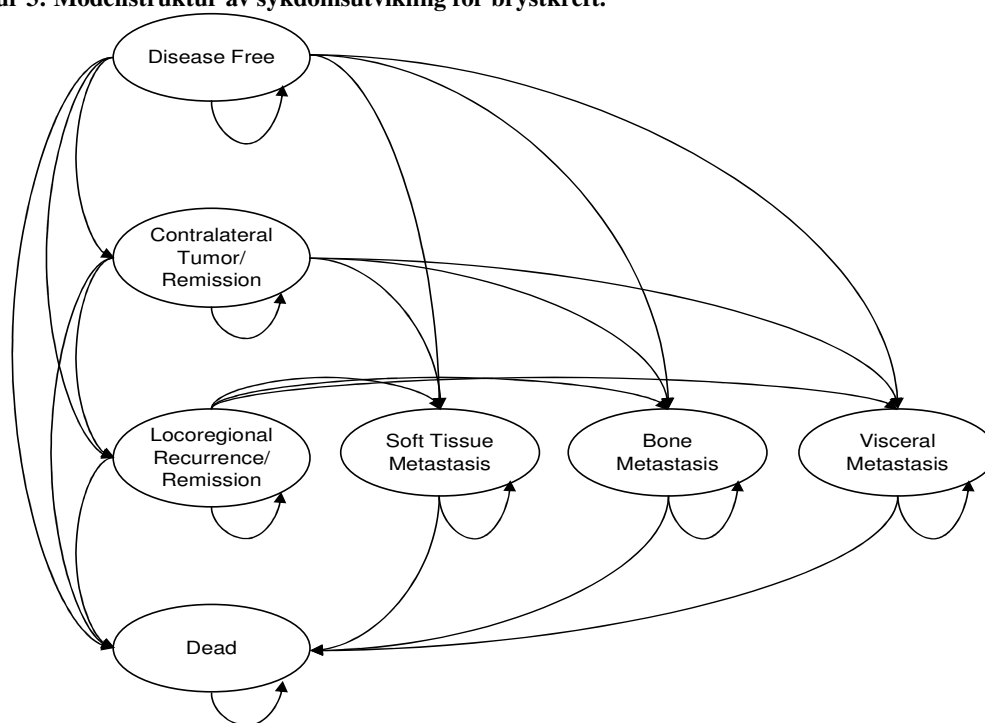 Modellstruktur av sykdomsutvikling for brystkreft.
Disease Free
Contralateral
Tumor/
Remission
Locoregional
Recurrence/
Remission
Soft Tissue
Metastasis
Bone
Metastasis
Visceral
Metastasis
Dead